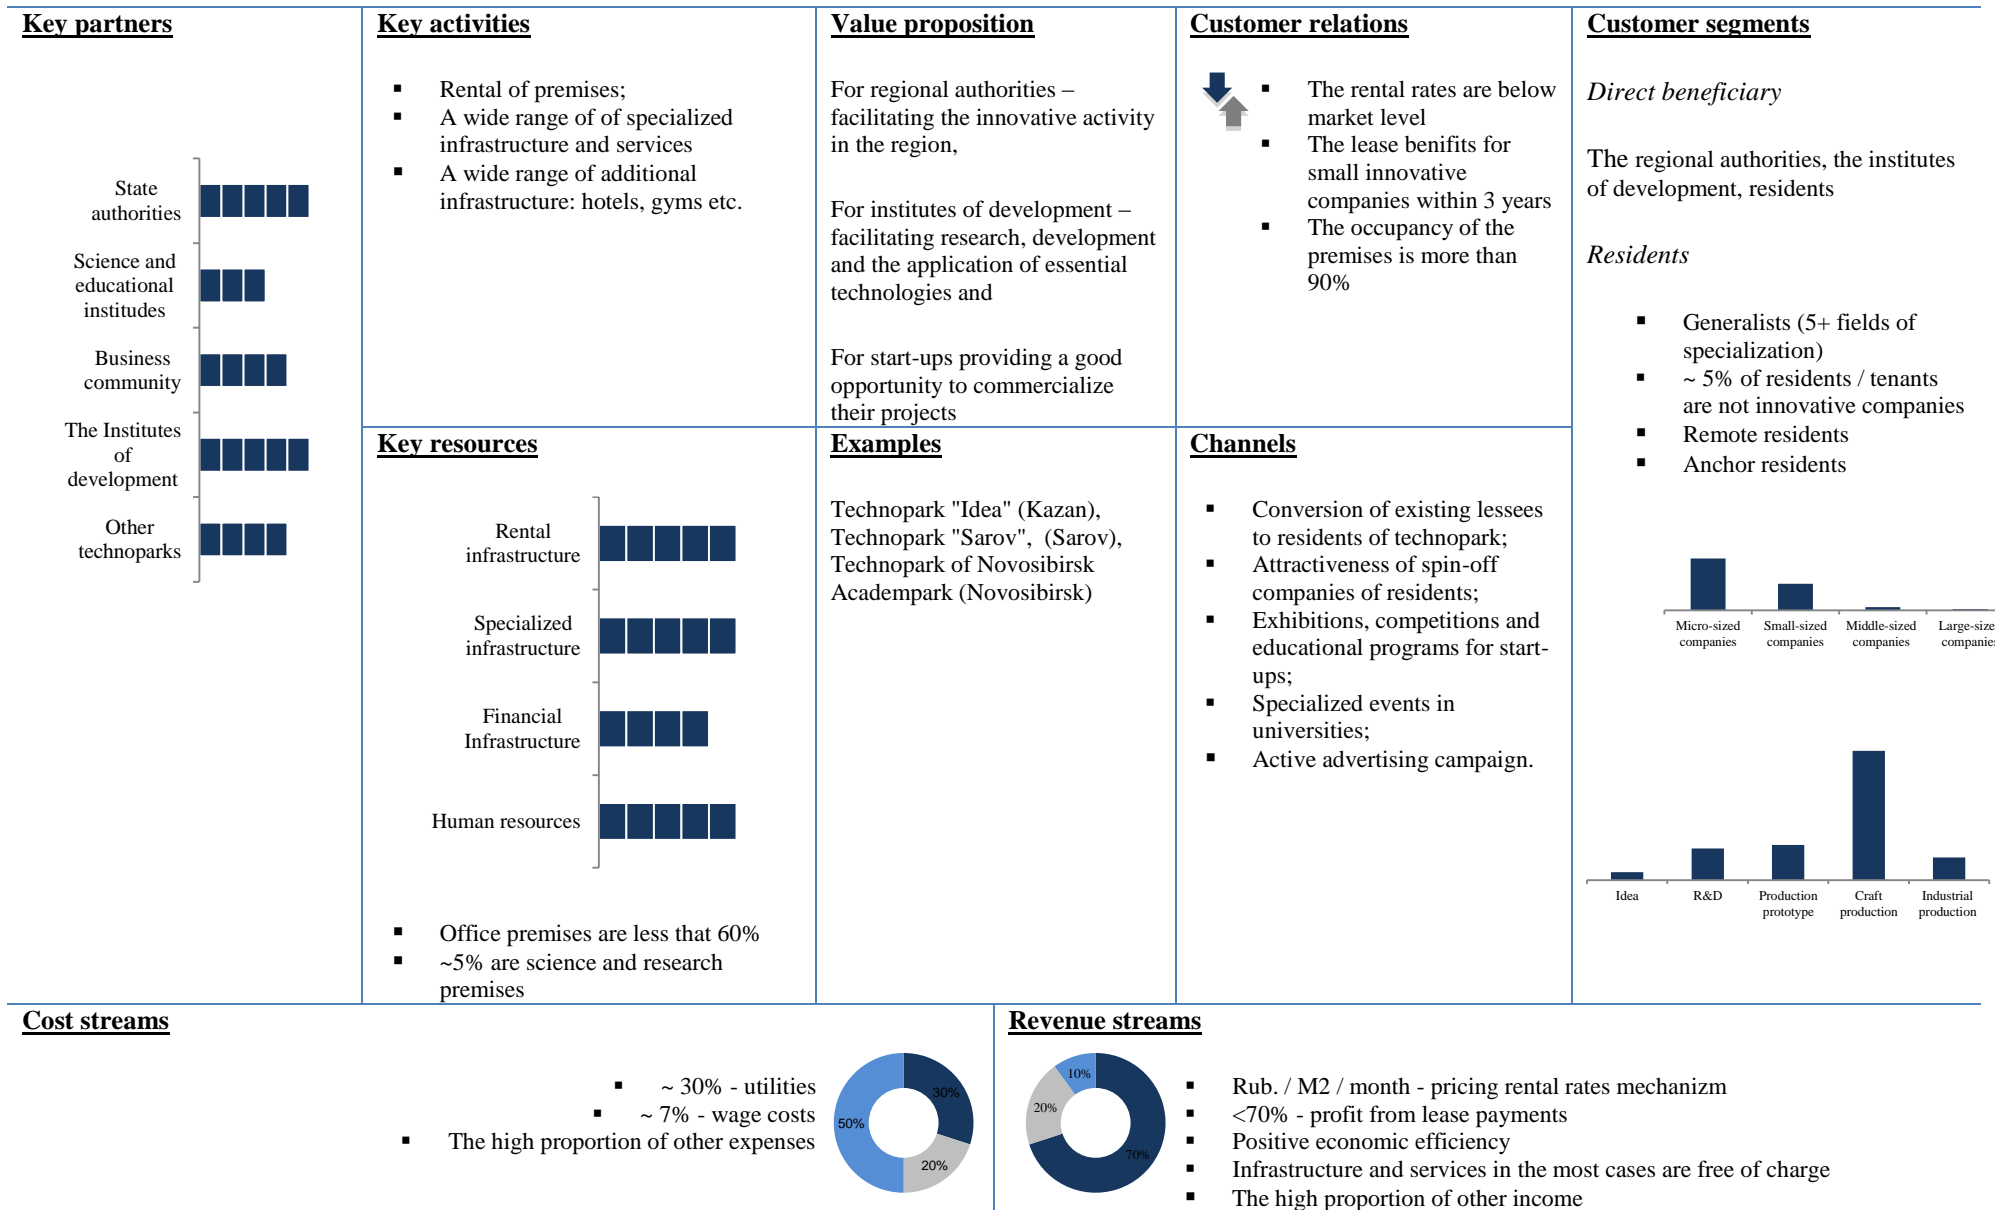 Key partners
State
authorities
Science and
educational
institudes
Business
community
The Institutes
of
development
Other
technoparks
Key activities
▪ Rental of premises;
▪ A wide range of of specialized
infrastructure and services
▪ A wide range of additional
infrastructure: hotels, gyms etc.
Key resources
Rental
infrastructure
Specialized
infrastructure
Financial
Infrastructure
Human resources
▪ Office premises are less that 60%
▪ ~5% are science and research
premises
Value proposition
For regional authorities –
facilitating the innovative activity
in the region,
For institutes of development –
facilitating research, development
and the application of essential
technologies and
For start-ups providing a good
opportunity to commercialize
their projects
Examples
Technopark "Idea" (Kazan),
Technopark "Sarov", (Sarov),
Technopark of Novosibirsk
Academpark (Novosibirsk)
Customer relations
▪ The rental rates are below
market level
▪ The lease benifits for
small innovative
companies within 3 years
▪ The occupancy of the
premises is more than
90%
Channels
▪ Conversion of existing lessees
to residents of technopark;
▪ Attractiveness of spin-off
companies of residents;
▪ Exhibitions, competitions and
educational programs for start-
ups;
▪ Specialized events in
universities;
▪ Active advertising campaign.
Customer segments
Direct beneficiary
The regional authorities, the institutes
of development, residents
Residents
▪ Generalists (5+ fields of
specialization)
▪ ~ 5% of residents / tenants
are not innovative companies
▪ Remote residents
▪ Anchor residents
Micro-sized
companies
Small-sized
companies
Middle-sized
companies
Large-size
companie
Idea
R&D
Production
prototype
Craft
production
Industrial
production
Cost streams
▪ ~ 30% - utilities
▪ ~ 7% - wage costs
▪ The high proportion of other expenses
30%
20%
50%
Revenue streams
10%
20%
70%
▪ Rub. / M2 / month - pricing rental rates mechanizm
▪ <70% - profit from lease payments
▪ Positive economic efficiency
▪ Infrastructure and services in the most cases are free of charge
▪ The high proportion of other income